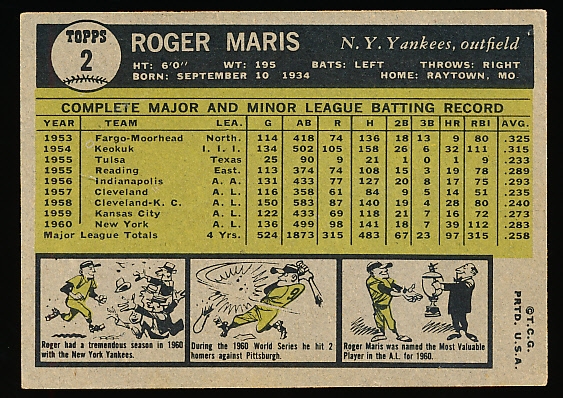 TOPPS
2
ROGER MARIS
N. Y. Yankees, outfield
HT: 6'0" WT: 195 BATS: LEFT THROWS: RIGHT
BORN: SEPTEMBER 10 1934 HOME: RAYTOWN, MO.
COMPLETE MAJOR AND MINOR LEAGUE BATTING RECORD
YEAR TEAM LEA. G AB R H 2B 3B HR RBI AVG.
1953 Fargo-Moorhead North. 114 418 74 136 18 13 9 80 .325
1954 Keokuk I. I. I. 134 502 105 158 26 6 32 111 .315
1955 Tulsa Texas 25 90 9 21 1 0 1 9 .233
1955 Reading East. 113 374 74 108 15 3 19 78 .289
1956 Indianapolis A. A. 131 433 77 127 20 8 17 75 .293
1957 Cleveland A. L. 116 358 61 84 9 5 14 51 .235
1958 Cleveland-K. C. A. L. 150 583 87 140 19 4 28 80 .240
1959 Kansas City A. L. 122 433 69 118 21 7 16 72 .273
1960 New York A. L. 136 499 98 141 18 7 39 112 .283
Major League Totals 4 Yrs. 524 1873 315 483 67 23 97 315 .258
Roger had a tremendous season in 1960
with the New York Yankees.
During the 1960 World Series he hit 2
homers against Pittsburgh.
9
Roger Maris was named the Most Valuable
Player in the A.L. for 1960.
©T.C.G.
PRTD. U.S.A.